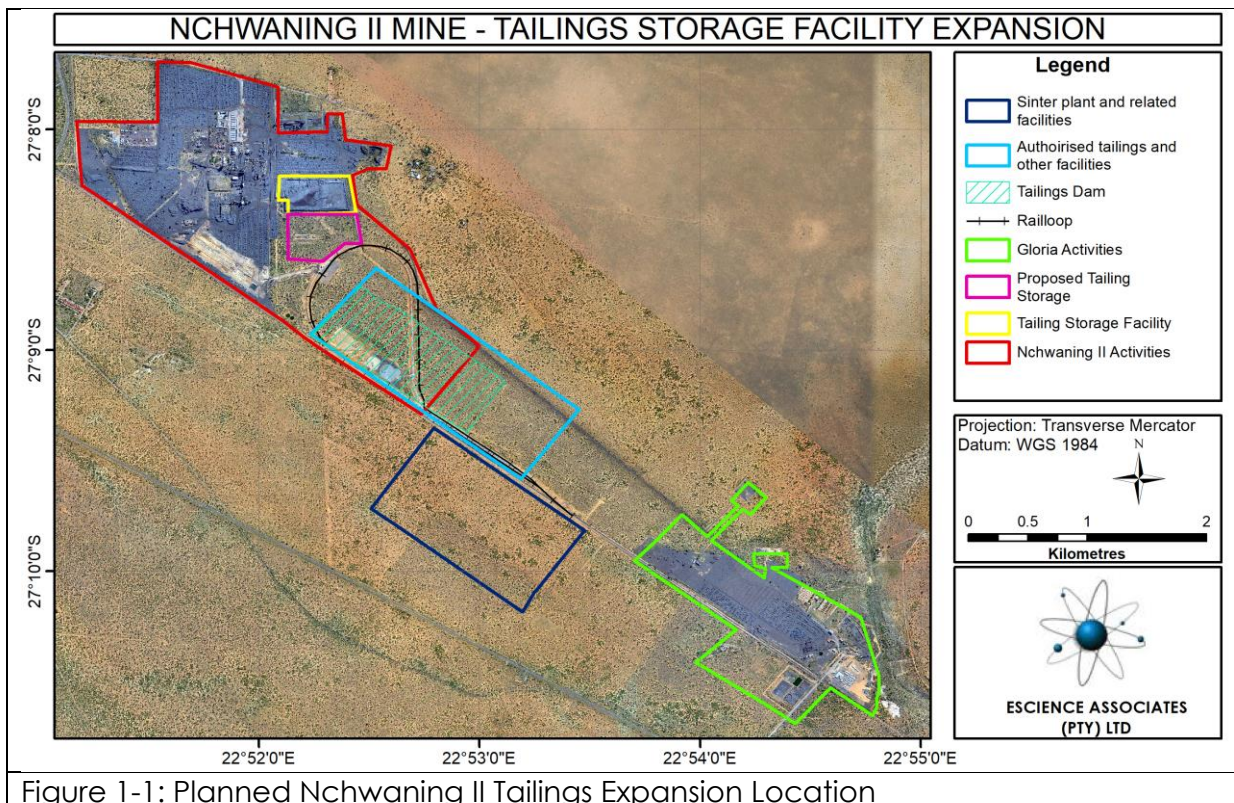 NCHWANING II MINE - TAILINGS STORAGE FACILITY EXPANSION
27°8'0"S
27°9'0"S
27°10'0"S
22°52'0"E
22°53'0"E
22°54'0"E
22°55'0"E
Legend
Sinter plant and related
facilities
Authoirised tailings and
other facilities
Tailings Dam
Railloop
Gloria Activities
Proposed Tailing
Storage
Tailing Storage Facility
Nchwaning II Activities
Projection: Transverse Mercator
Datum: WGS 1984
N
0 0.5 1 2
Kilometres
ESCIENCE ASSOCIATES
(PTY) LTD
Figure 1-1: Planned Nchwaning II Tailings Expansion Location